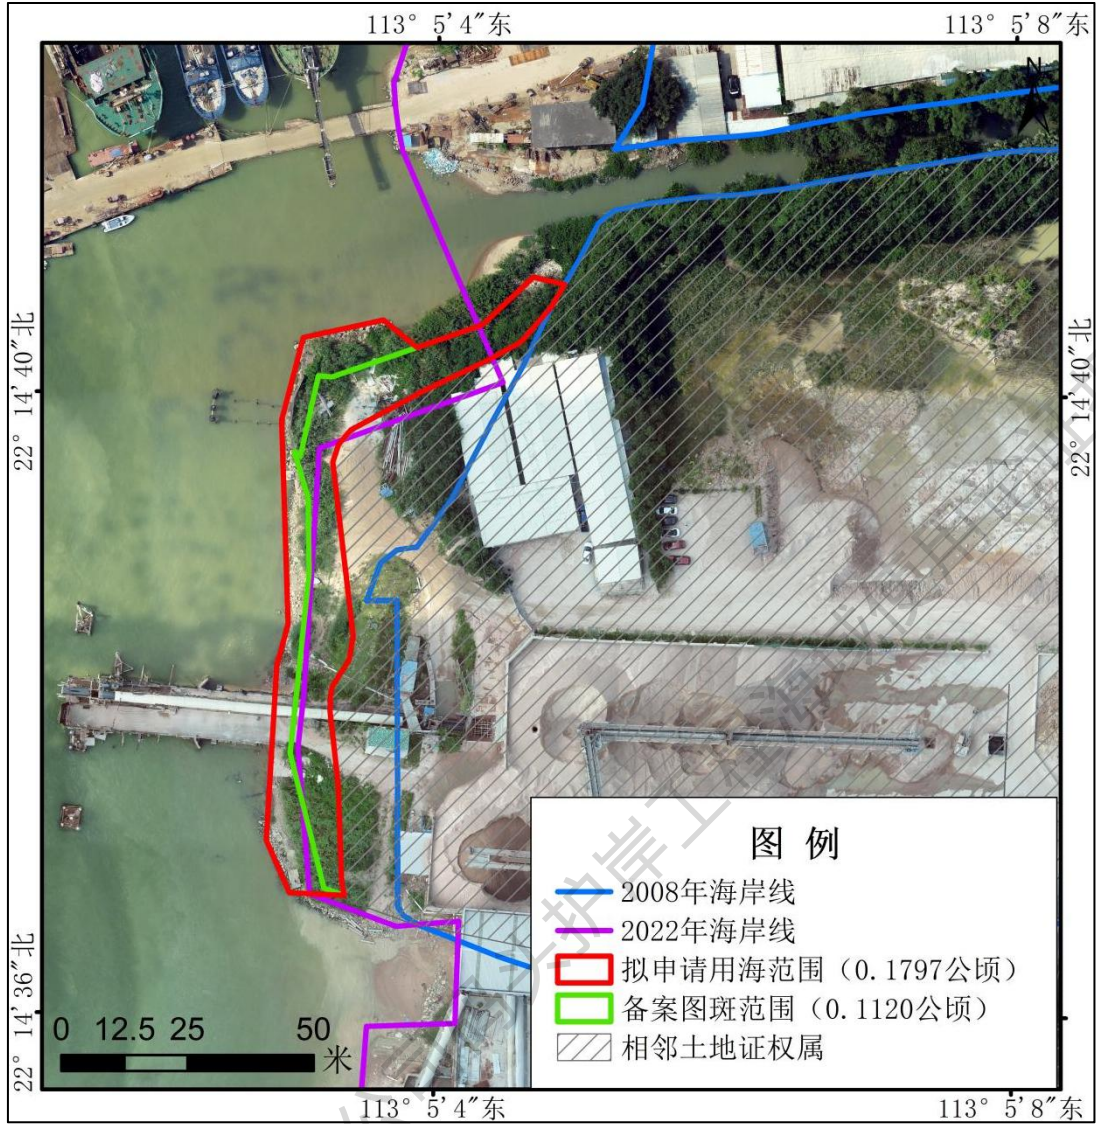 113° 5′4″东
113° 5′8″东
N
22° 14′40″北
22° 14′40″北
图 例
2008年海岸线
2022年海岸线
拟申请用海范围（0.1797公顷）
备案图斑范围（0.1120公顷）
相邻土地证权属
22° 14′36″北
0 12.5 25 50
米
113° 5′4″东
113° 5′8″东